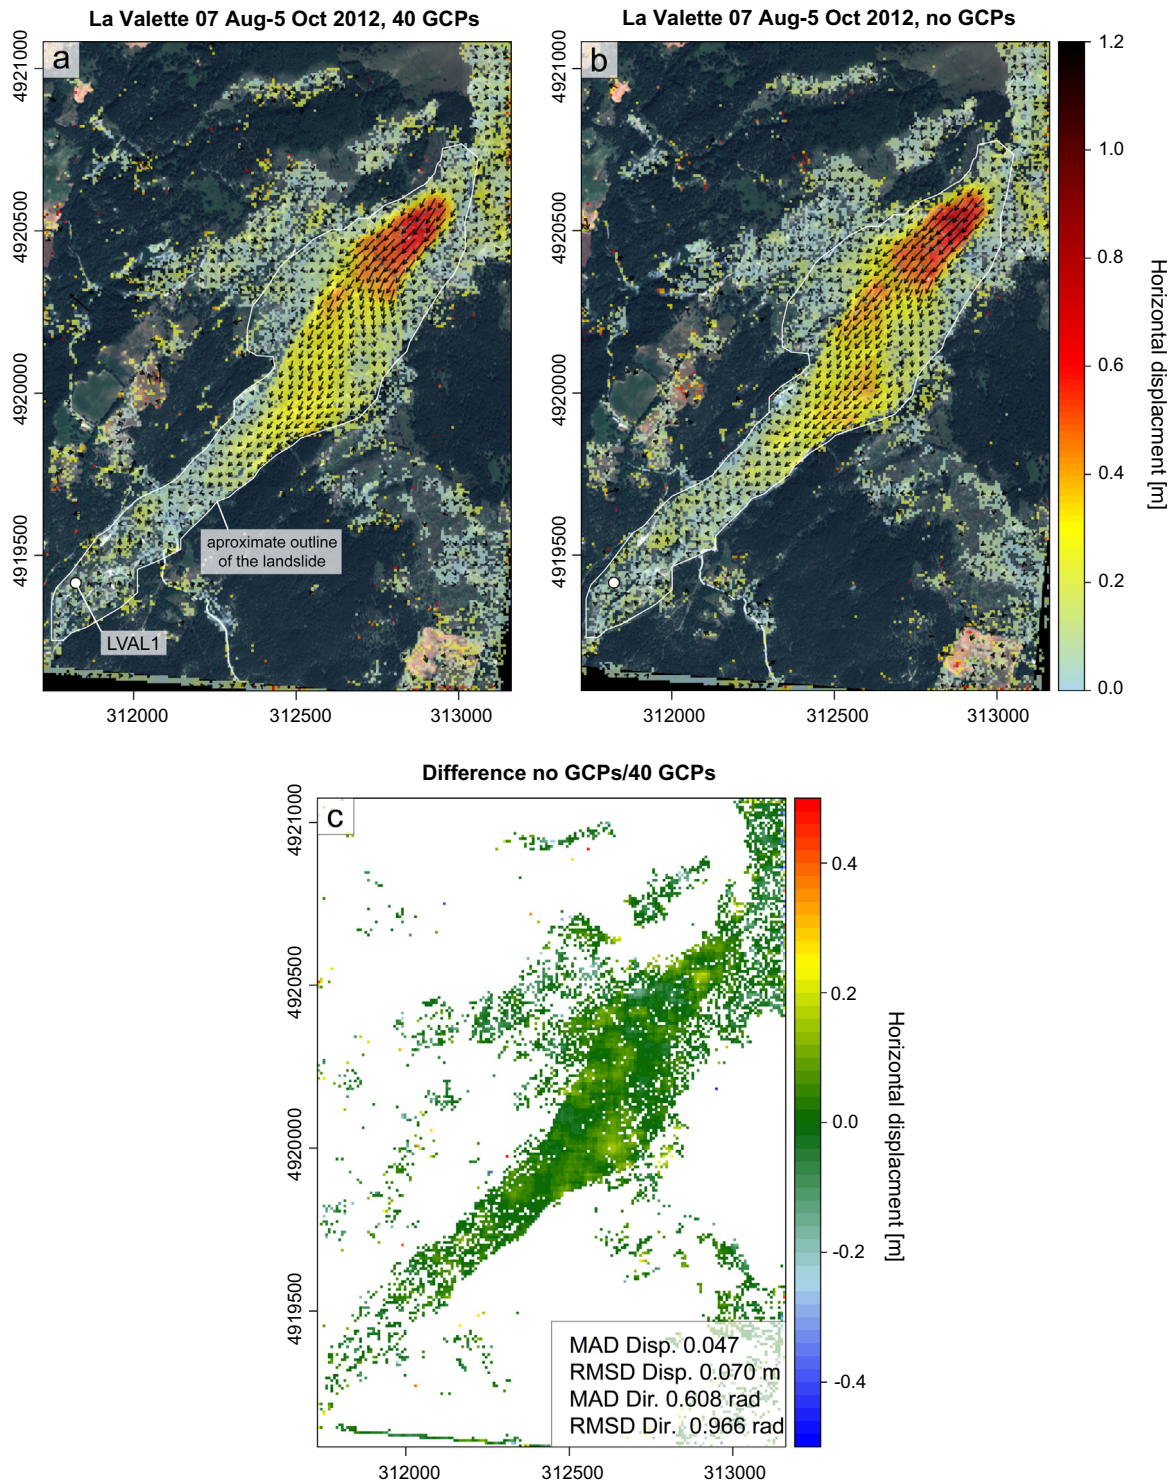 La Valette 07 Aug-5 Oct 2012, 40 GCPs
La Valette 07 Aug-5 Oct 2012, no GCPs
a
b
4921000
4920500
4920000
4919500
4921000
4920500
4920000
4919500
1.2
1.0
0.8
0.6
0.4
0.2
0.0
Horizontal displacment [m]
aproximate outline
of the landslide
LVAL1
312000
312500
313000
312000
312500
313000
Difference no GCPs/40 GCPs
c
4921000
4920500
4920000
4919500
0.4
0.2
0.0
-0.2
-0.4
Horizontal displacment [m]
MAD Disp. 0.047
RMSD Disp. 0.070 m
MAD Dir. 0.608 rad
RMSD Dir. 0.966 rad
312000
312500
313000